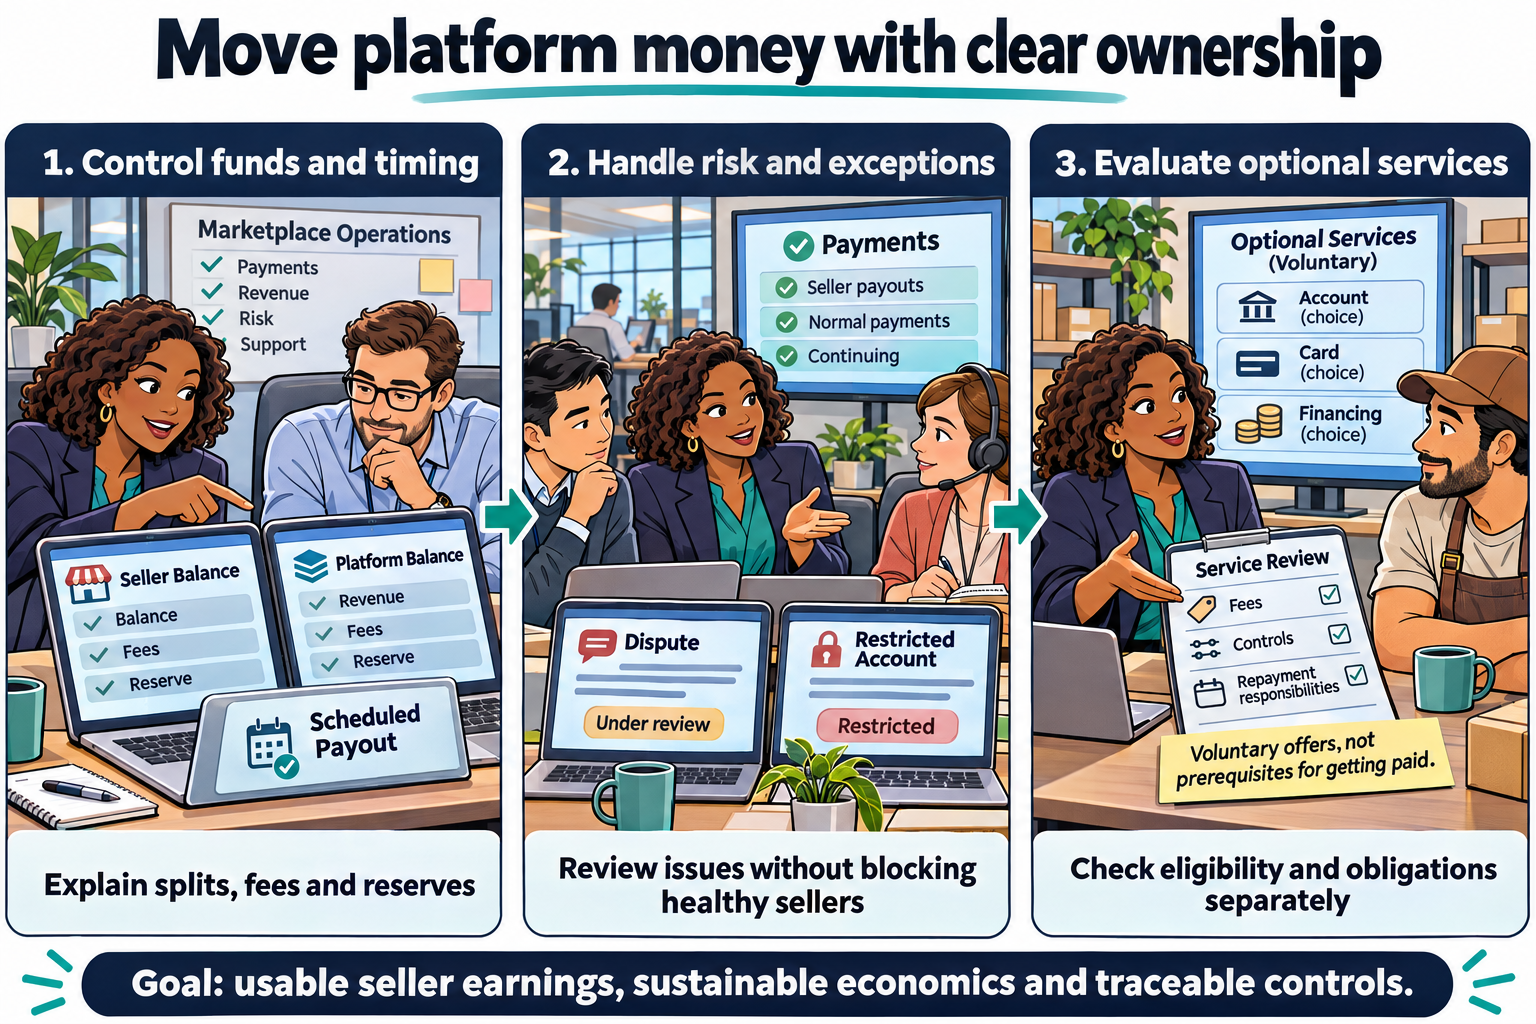 Move platform money with clear ownership
1. Control funds and timing
Marketplace Operations
Payments
Revenue
Risk
Support
Seller Balance
Balance
Fees
Reserve
Platform Balance
Revenue
Fees
Reserve
Scheduled
Payout
Explain splits, fees and reserves
2. Handle risk and exceptions
Payments
Seller payouts
Normal payments
Continuing
Dispute
Under review
Restricted
Account
Restricted
Review issues without blocking
healthy sellers
3. Evaluate optional services
Optional Services
(Voluntary)
Account
(choice)
Card
(choice)
Financing
(choice)
Service Review
Fees
Controls
Repayment
responsibilities
Voluntary offers, not
prerequisites for getting paid.
Check eligibility and obligations
separately
Goal: usable seller earnings, sustainable economics and traceable controls.